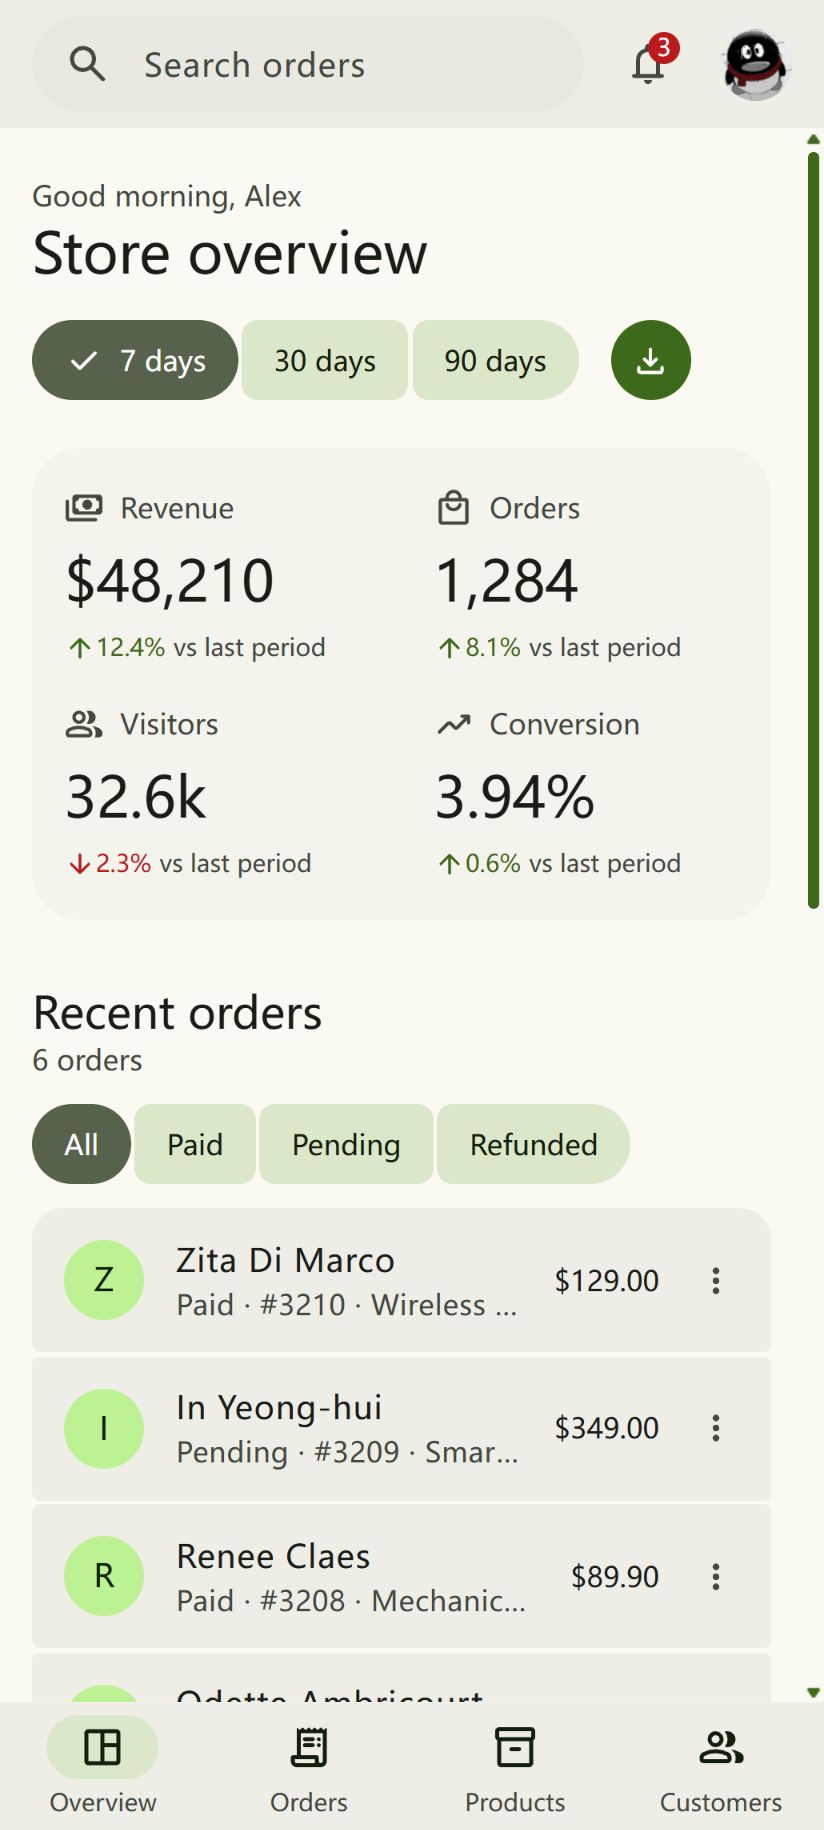 Search orders
3
Good morning, Alex
Store overview
7 days
30 days
90 days
Revenue
$48,210
12.4% vs last period
Orders
1,284
8.1% vs last period
Visitors
32.6k
2.3% vs last period
Conversion
3.94%
0.6% vs last period
Recent orders
6 orders
All
Paid
Pending
Refunded
Z
Zita Di Marco
Paid · #3210 · Wireless ...
$129.00
I
In Yeong-hui
Pending · #3209 · Smar...
$349.00
R
Renee Claes
Paid · #3208 · Mechanic...
$89.90
Odette Ambricourt
Overview
Orders
Products
Customers